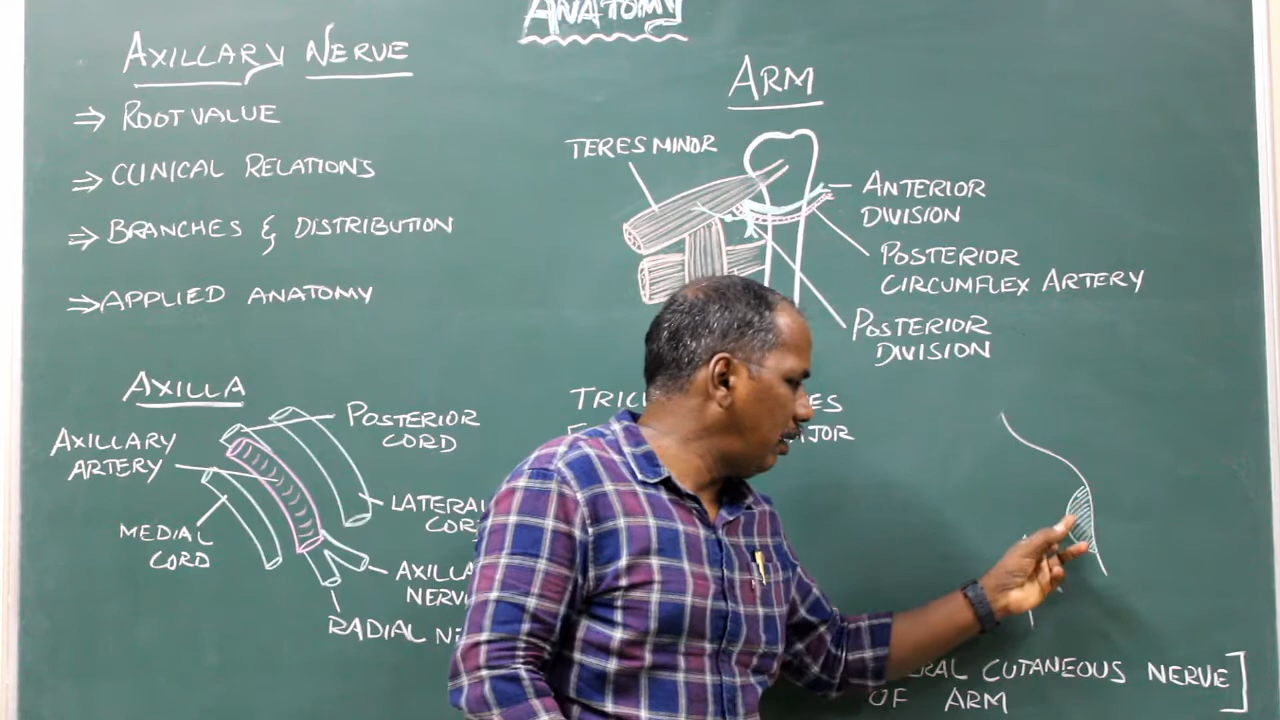 ANATOMY
AXILLARY NERVE
⇒ ROOT VALUE
⇒ CLINICAL RELATIONS
⇒ BRANCHES & DISTRIBUTION
⇒ APPLIED ANATOMY
AXILLA
AXILLARY
ARTERY
POSTERIOR
CORD
MEDIAL
CORD
LATERAL
RADIAL
ARM
TERES MINOR
ANTERIOR
DIVISION
POSTERIOR
CIRCUMFLEX ARTERY
POSTERIOR
DIVISION
CUTANEOUS NERVE]
OF ARM